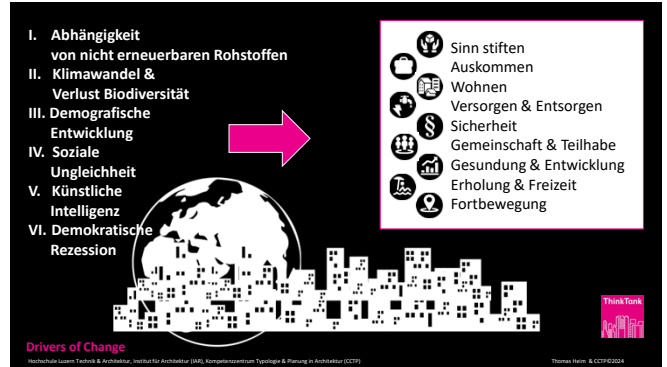 I. Abhängigkeit
von nicht erneuerbaren Rohstoffen
II. Klimawandel &
Verlust Biodiversität
III. Demografische
Entwicklung
IV. Soziale
Ungleichheit
V. Künstliche
Intelligenz
VI. Demokratische
Rezession
Sinn stiften
Auskommen
Wohnen
Versorgen & Entsorgen
§
Sicherheit
Gemeinschaft & Teilhabe
Gesundung & Entwicklung
Erholung & Freizeit
Fortbewegung
ThinkTank
Drivers of Change
Hochschule Luzern Technik & Architektur, Institut für Architektur (IAR), Kompetenzzentrum Typologie & Planung in Architektur (CCTP)
Thomas Heim & CCTP©2024